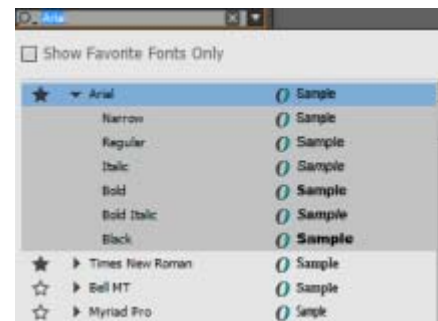 Arial
Show Favorite Fonts Only
Arial Sample
Narrow Sample
Regular Sample
Italic Sample
Bold Sample
Bold Italic Sample
Black Sample
Times New Roman Sample
Bell MT Sample
Myriad Pro Sample